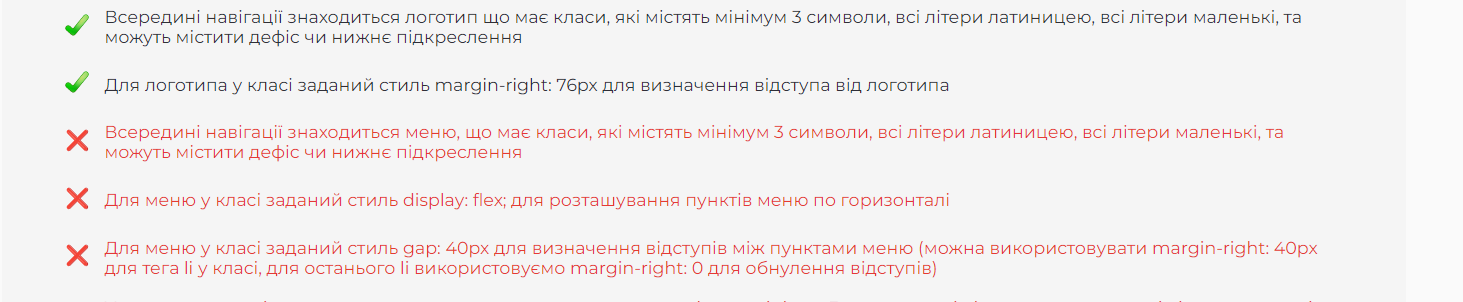 Всередині навігації знаходиться логотип що має класи, які містять мінімум 3 символи, всі літери латиницею, всі літери маленькі, та
можуть містити дефіс чи нижнє підкреслення
Для логотипа у класі заданий стиль margin-right: 76px для визначення відступа від логотипа
Всередині навігації знаходиться меню, що має класи, які містять мінімум 3 символи, всі літери латиницею, всі літери маленькі, та
можуть містити дефіс чи нижнє підкреслення
Для меню у класі заданий стиль display: flex; для розташування пунктів меню по горизонталі
Для меню у класі заданий стиль gap: 40px для визначення відступів між пунктами меню (можна використовувати margin-right: 40px
для тега li у класі, для останього li використовуємо margin-right: 0 для обнулення відступів)